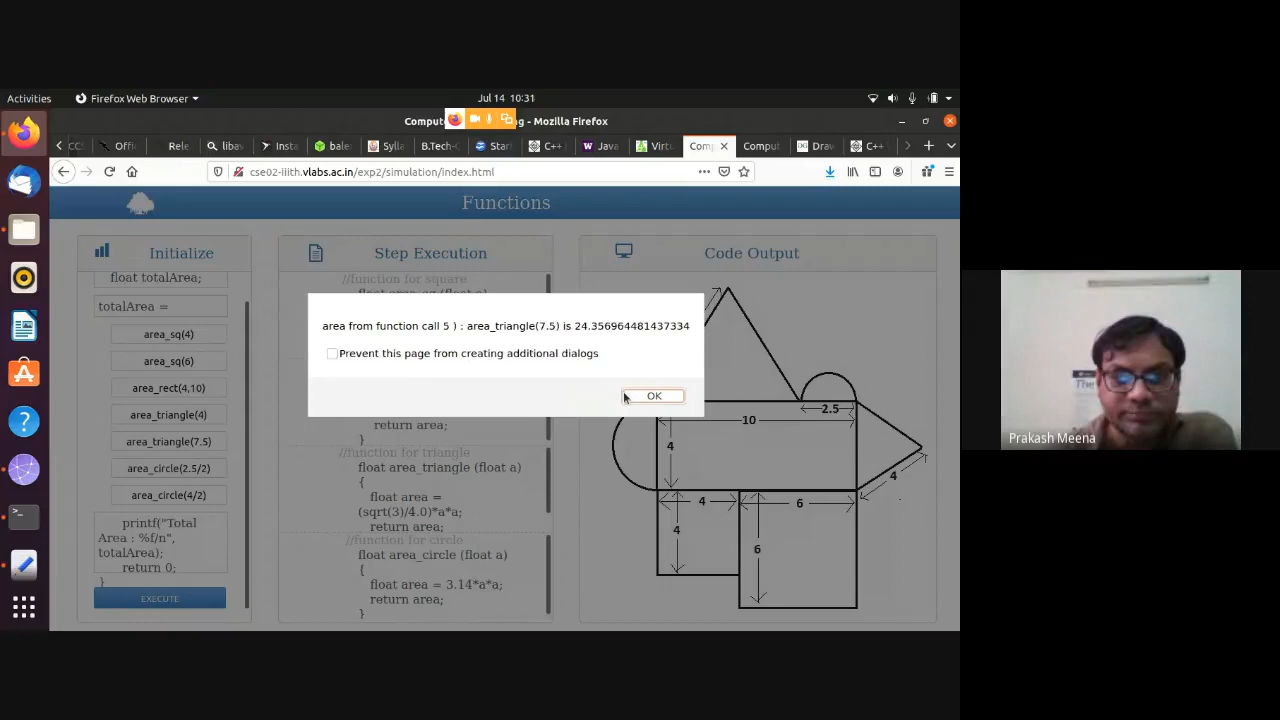 Activities
Firefox Web Browser
Jul 14 10:31
Comput
g - Mozilla Firefox
CC
Offi
Rele
libav
Insta
bale
Sylla
B.Tech-
Start
C++
Java
Virtu
Comp
Comput
Draw
C++
cse02-iiith.vlabs.ac.in/exp2/simulation/index.html
Functions
Initialize
float totalArea;
totalArea =
area_sq(4)
area_sq(6)
area_rect(4,10)
area_triangle(4)
area_triangle(7.5)
area_circle(2.5/2)
area_circle(4/2)
printf("Total
Area : %f/n",
totalArea);
return 0;
}
EXECUTE
Step Execution
//function for square
float area_sq (float a)
area from function call 5 ) : area_triangle(7.5) is 24.356964481437334
Prevent this page from creating additional dialogs
OK
return area;
}
//function for triangle
float area_triangle (float a)
{
float area =
(sqrt(3)/4.0)*a*a;
return area;
//function for circle
float area_circle (float a)
{
float area = 3.14*a*a;
return area;
}
Code Output
2.5
10
4
4
4
6
4
6
Prakash Meena